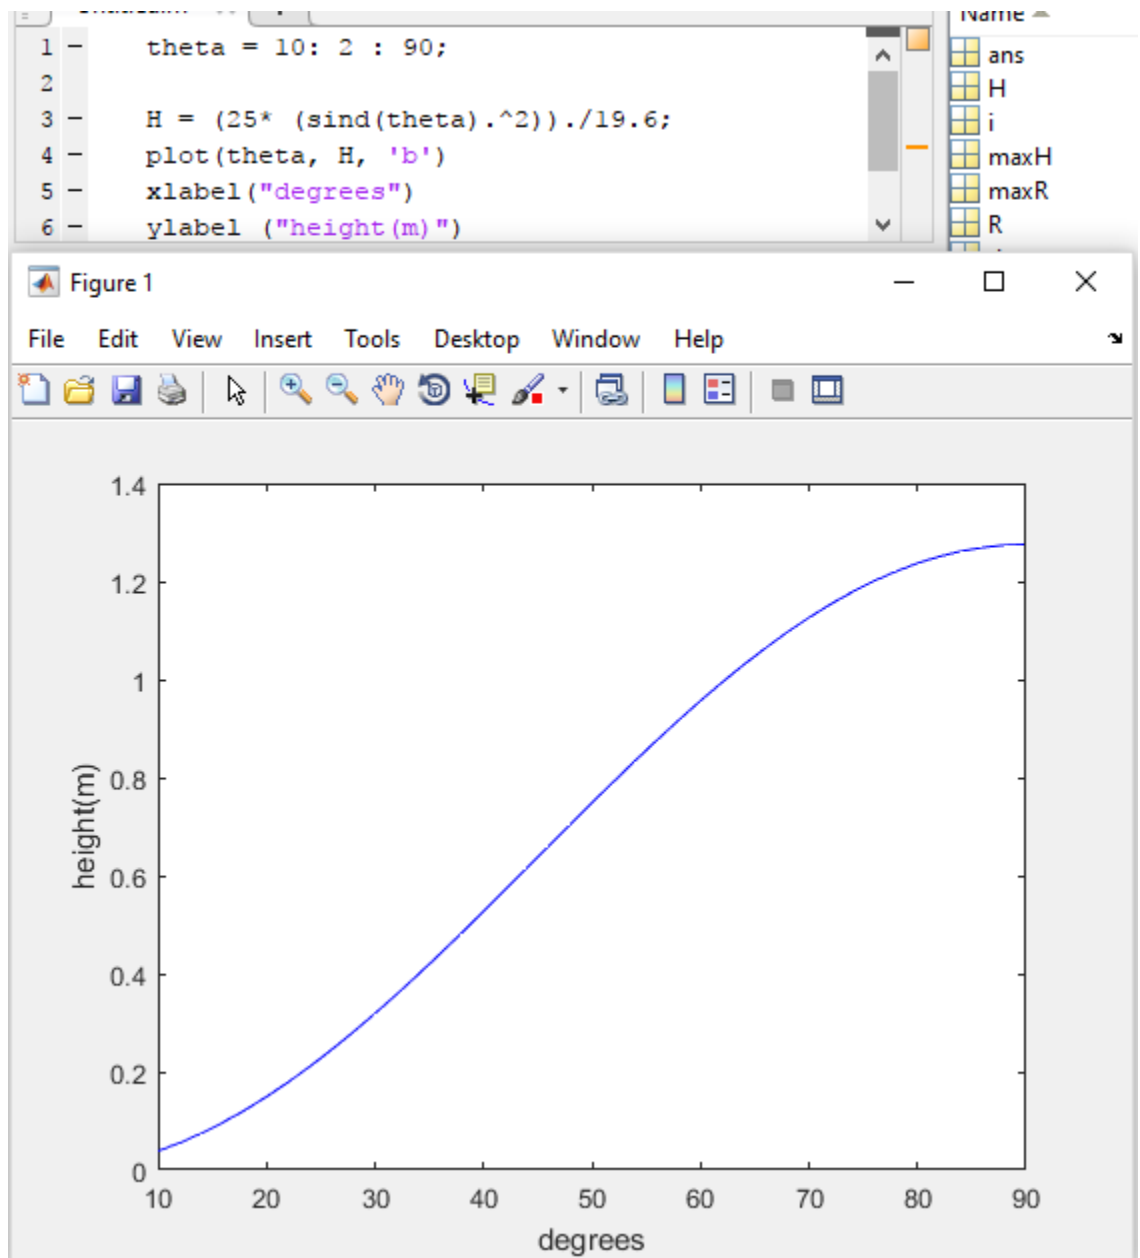 Name
1 theta = 10: 2 : 90;
2
3 H = (25* (sind(theta).^2))./19.6;
4 plot(theta, H, 'b')
5 xlabel("degrees")
6 ylabel ("height(m)")
ans
H
i
maxH
maxR
R
Figure 1
File Edit View Insert Tools Desktop Window Help
1.4
1.2
1
0.8
0.6
0.4
0.2
0
height(m)
10 20 30 40 50 60 70 80 90
degrees